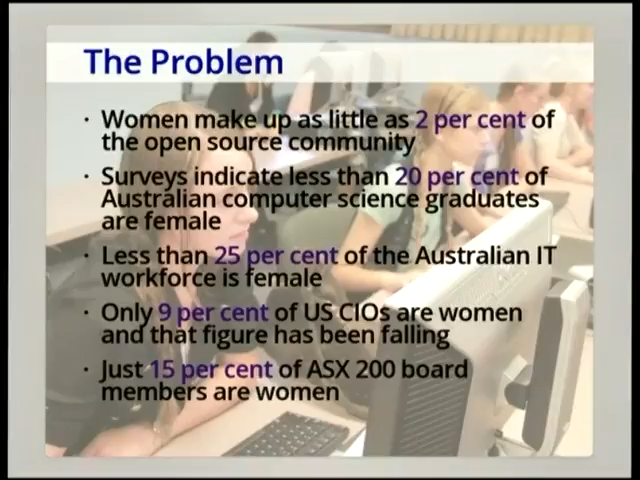 The Problem
· Women make up as little as 2 per cent of
the open source community
· Surveys indicate less than 20 per cent of
Australian computer science graduates
are female
· Less than 25 per cent of the Australian IT
workforce is female
· Only 9 per cent of US CIOs are women
and that figure has been falling
· Just 15 per cent of ASX 200 board
members are women